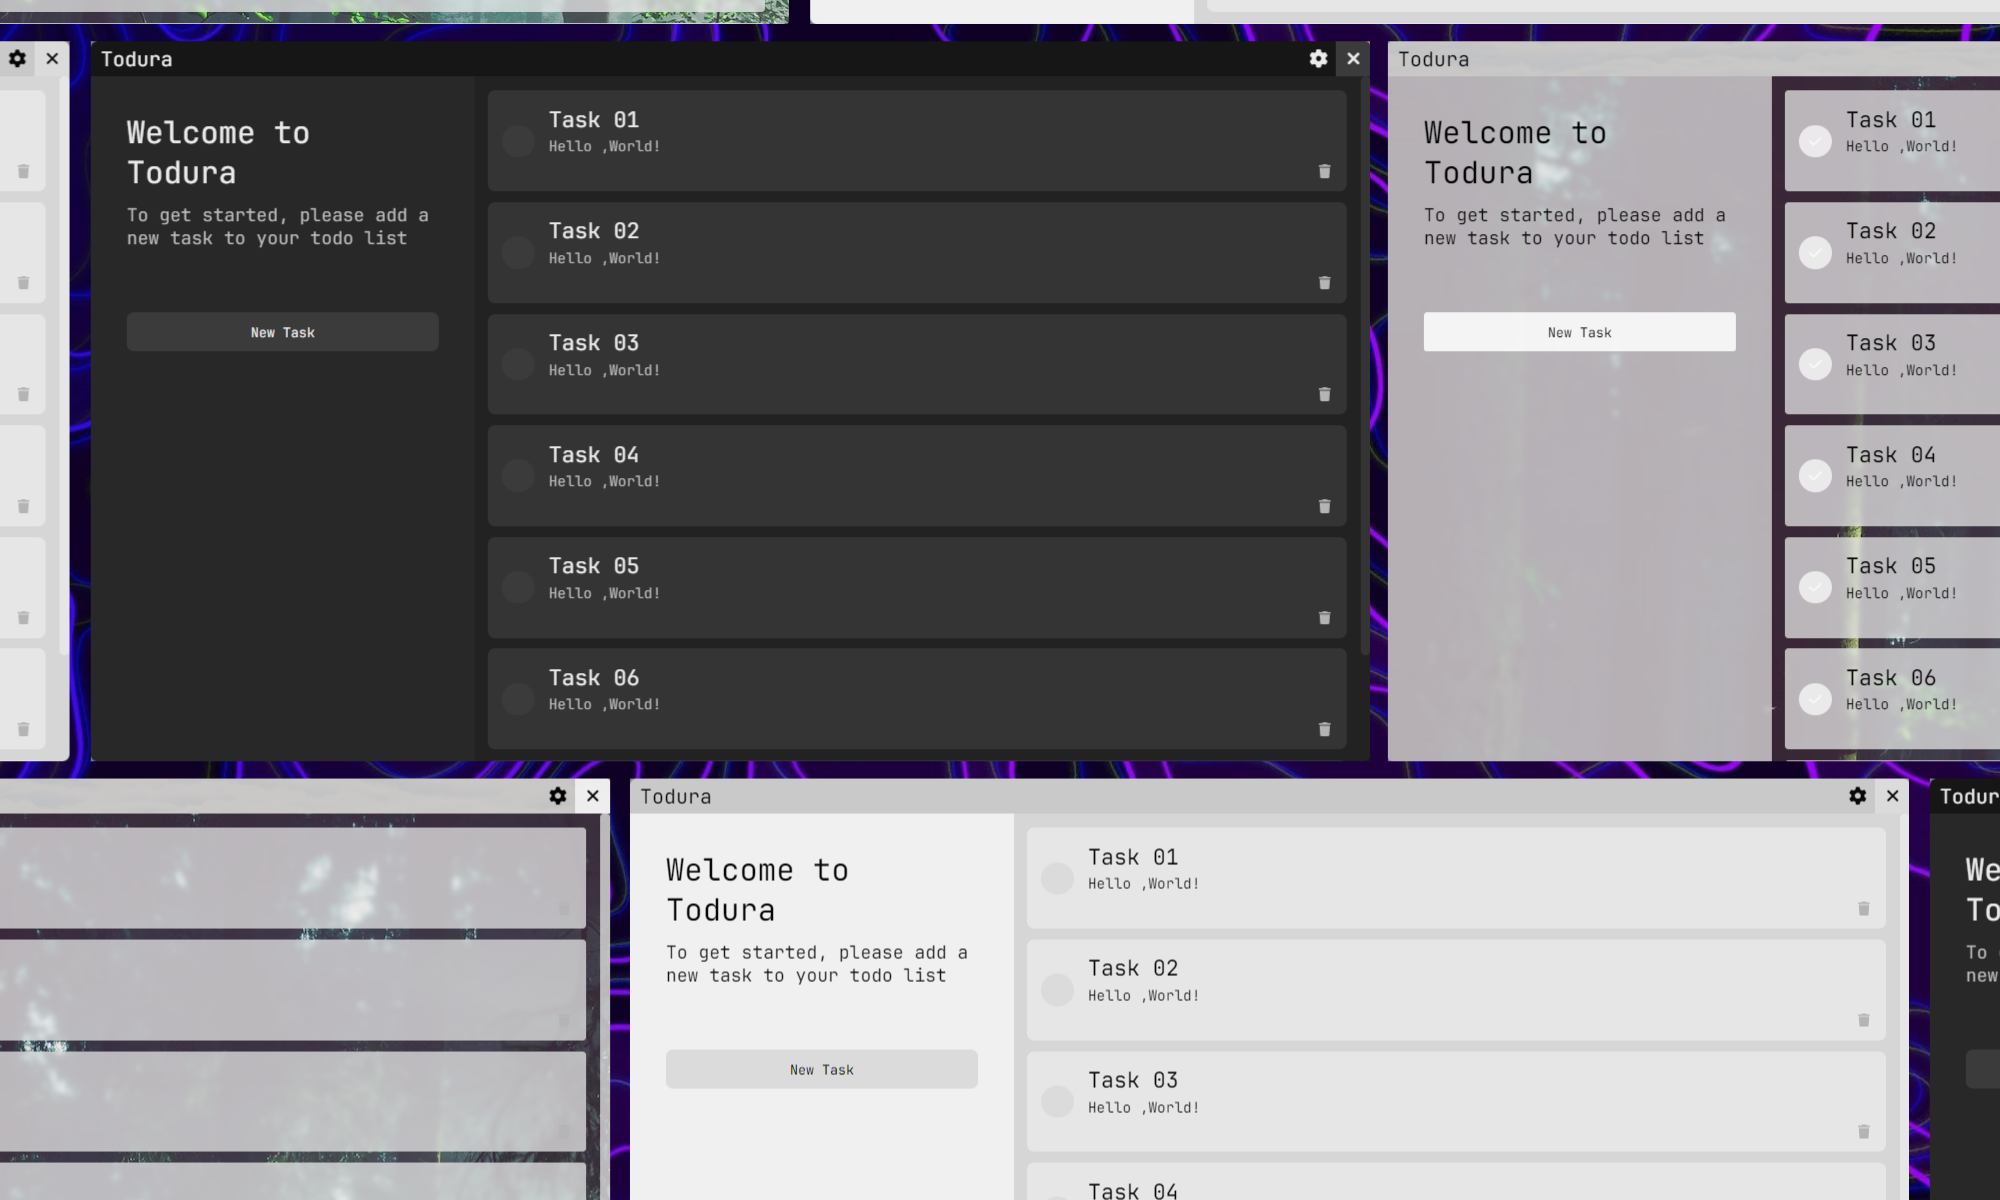 Todura
Welcome to
Todura
To get started, please add a
new task to your todo list
New Task
Task 01
Hello ,World!
Task 02
Hello ,World!
Task 03
Hello ,World!
Task 04
Hello ,World!
Task 05
Hello ,World!
Task 06
Hello ,World!
Todura
Welcome to
Todura
To get started, please add a
new task to your todo list
New Task
Task 01
Hello ,World!
Task 02
Hello ,World!
Task 03
Hello ,World!
Task 04
Hello ,World!
Task 05
Hello ,World!
Task 06
Hello ,World!
Todura
Welcome to
Todura
To get started, please add a
new task to your todo list
New Task
Task 01
Hello ,World!
Task 02
Hello ,World!
Task 03
Hello ,World!
Task 04
To
new